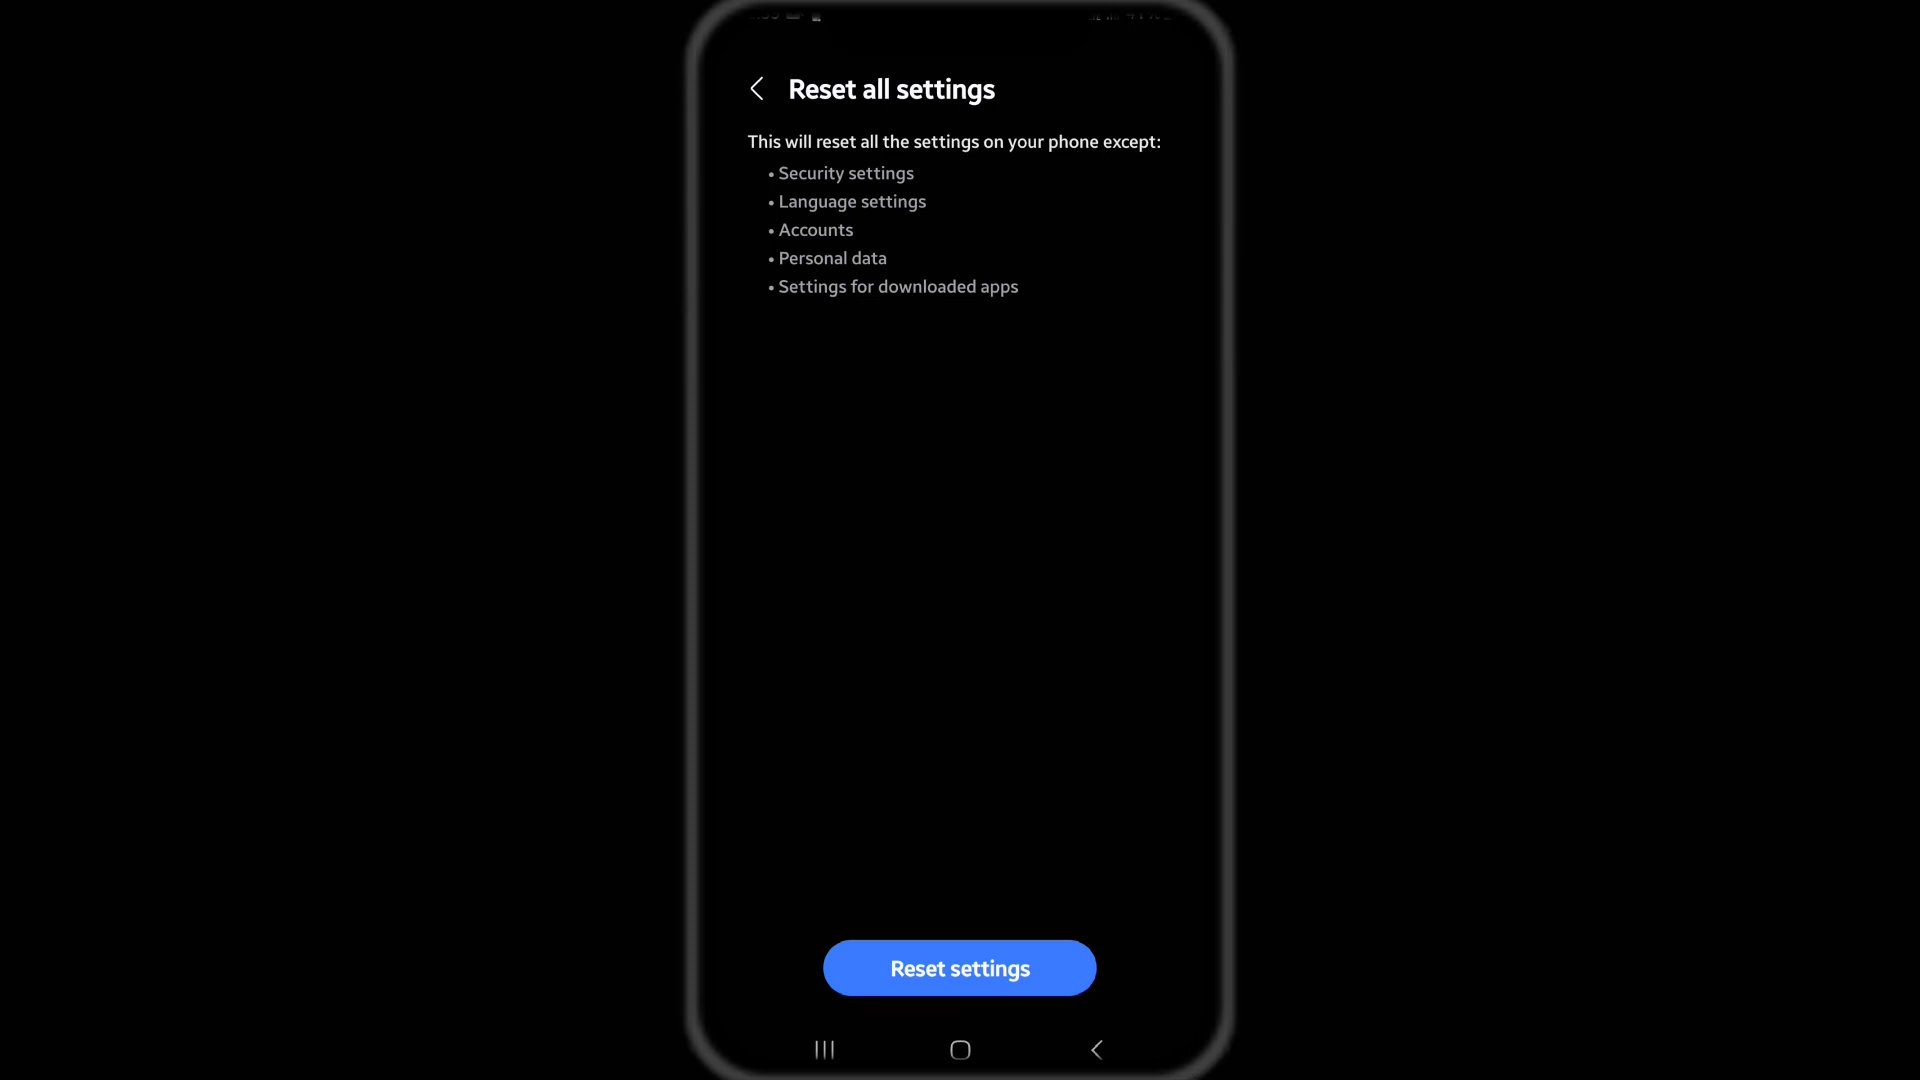 Reset all settings
This will reset all the settings on your phone except:
• Security settings
• Language settings
• Accounts
• Personal data
• Settings for downloaded apps
Reset settings